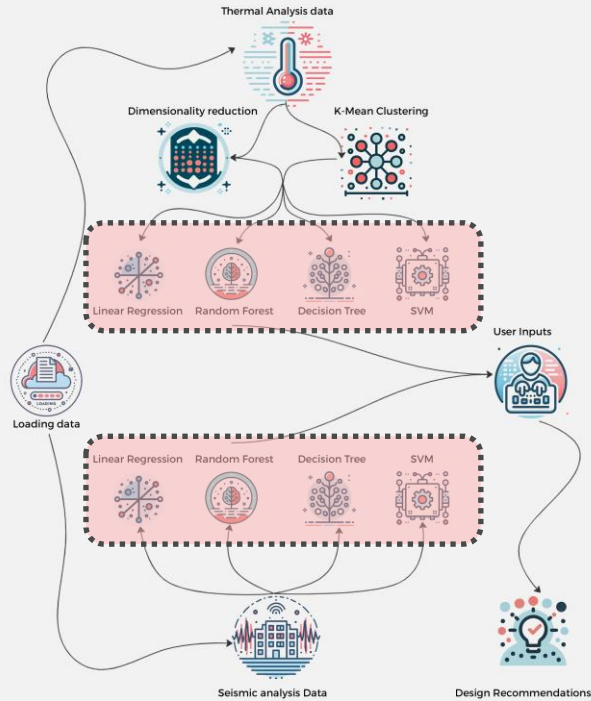 Thermal Analysis data
Dimensionality reduction
K-Mean Clustering
Linear Regression
Random Forest
Decision Tree
SVM
User Inputs
LOADING
Loading data
Linear Regression
Random Forest
Decision Tree
SVM
Seismic analysis Data
Design Recommendations